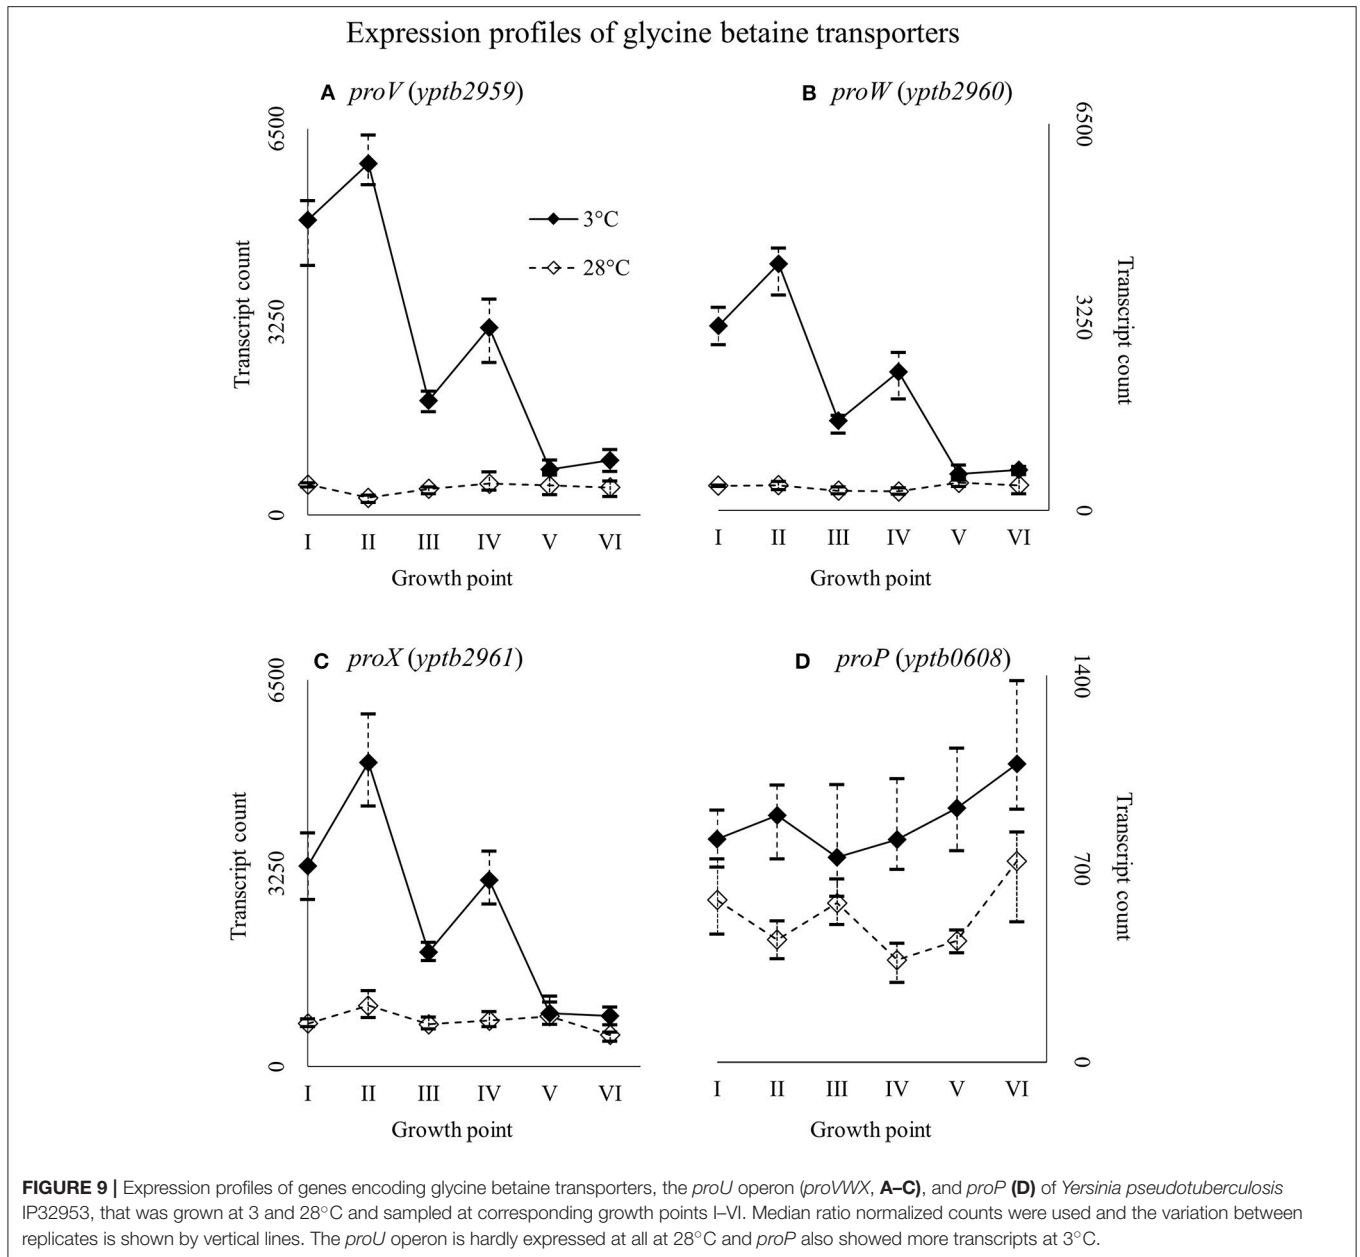 Expression profiles of glycine betaine transporters
A proV (yptb2959)
6500
3250
0
Transcript count
3°C
28°C
I II III IV V VI
Growth point
B proW (yptb2960)
6500
3250
0
Transcript count
I II III IV V VI
Growth point
C proX (yptb2961)
6500
3250
0
Transcript count
I II III IV V VI
Growth point
D proP (yptb0608)
1400
700
0
Transcript count
I II III IV V VI
Growth point
FIGURE 9 | Expression profiles of genes encoding glycine betaine transporters, the proU operon (proVWX, A–C), and proP (D) of Yersinia pseudotuberculosis
IP32953, that was grown at 3 and 28°C and sampled at corresponding growth points I–VI. Median ratio normalized counts were used and the variation between
replicates is shown by vertical lines. The proU operon is hardly expressed at all at 28°C and proP also showed more transcripts at 3°C.